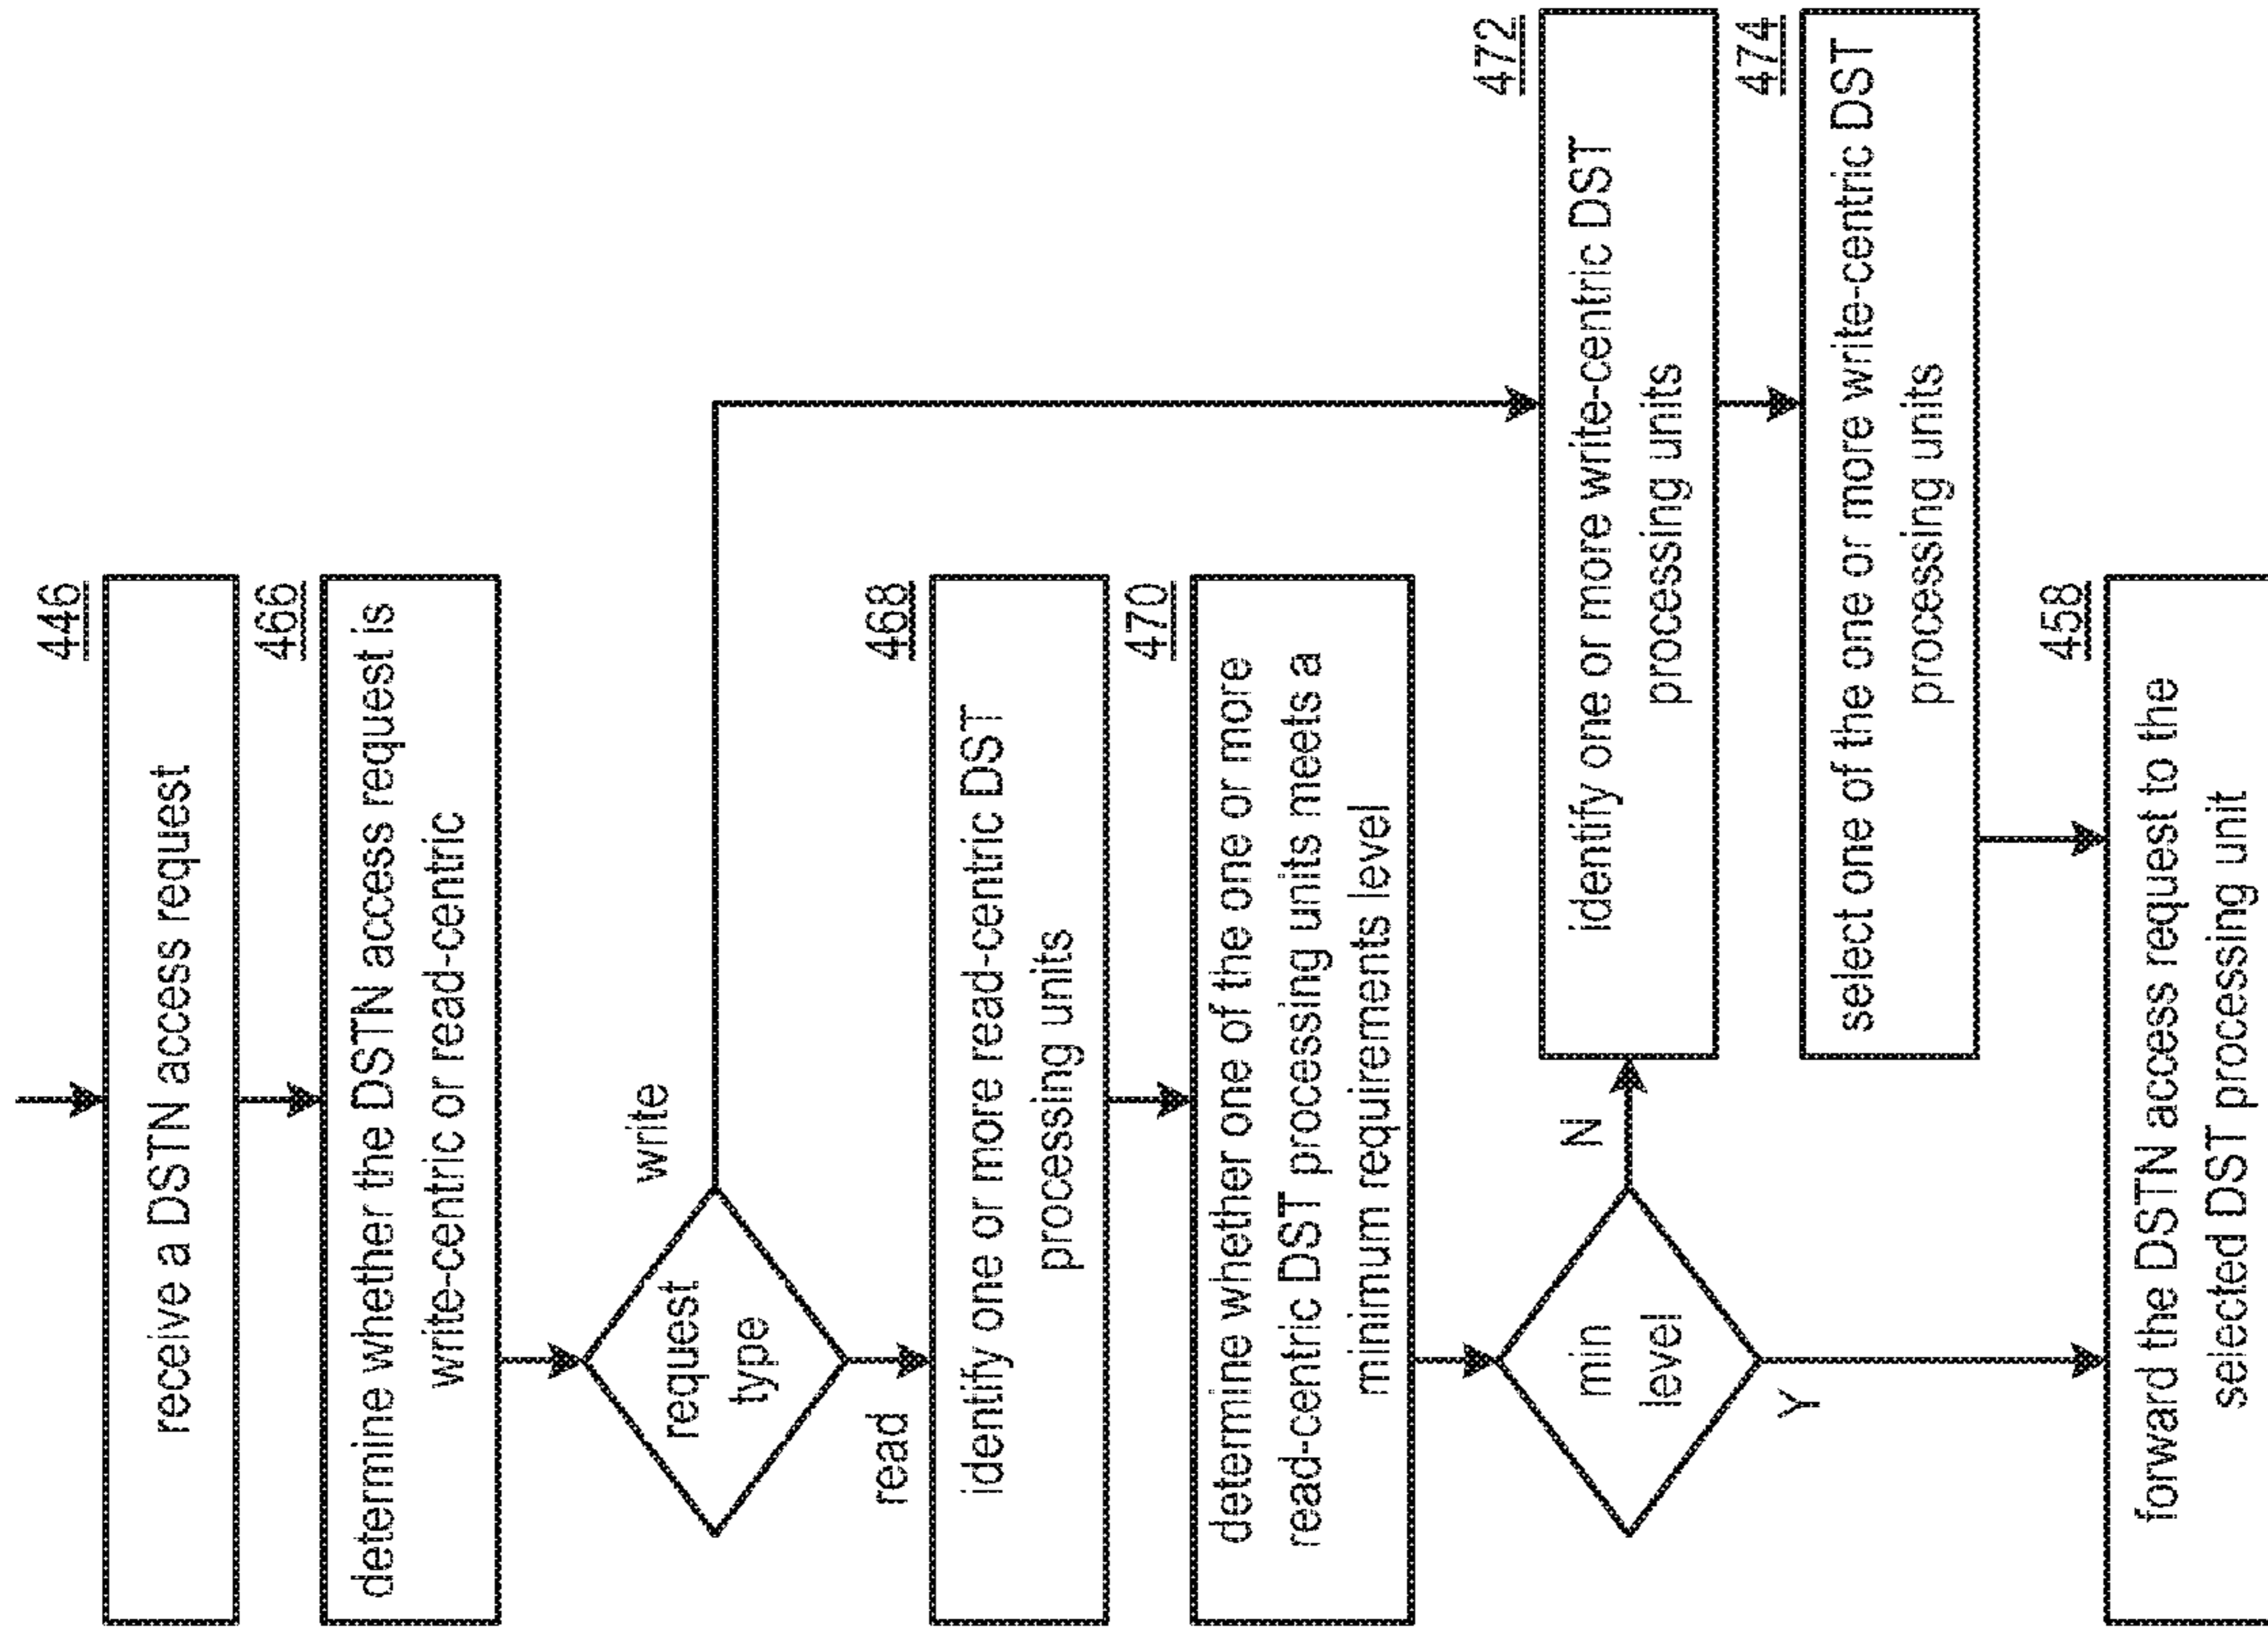 446
receive a DSTN access request
466
determine whether the DSTN access request is
write-centric or read-centric
request
type
write
read
468
identify one or more read-centric DST
processing units
470
determine whether one of the one or more
read-centric DST processing units meets a
minimum requirements level
min
level
N
Y
472
identify one or more write-centric DST
processing units
474
select one of the one or more write-centric DST
processing units
458
forward the DSTN access request to the
selected DST processing unit